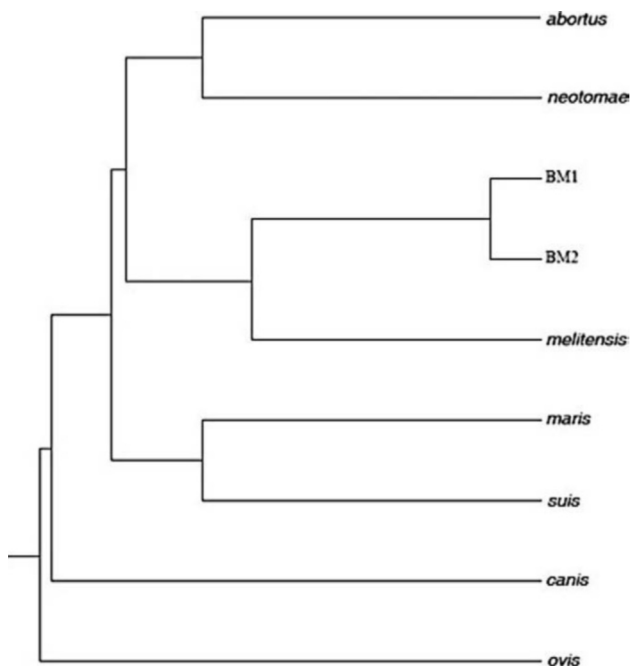 abortus
neotomae
BM1
BM2
melitensis
maris
suis
canis
ovis